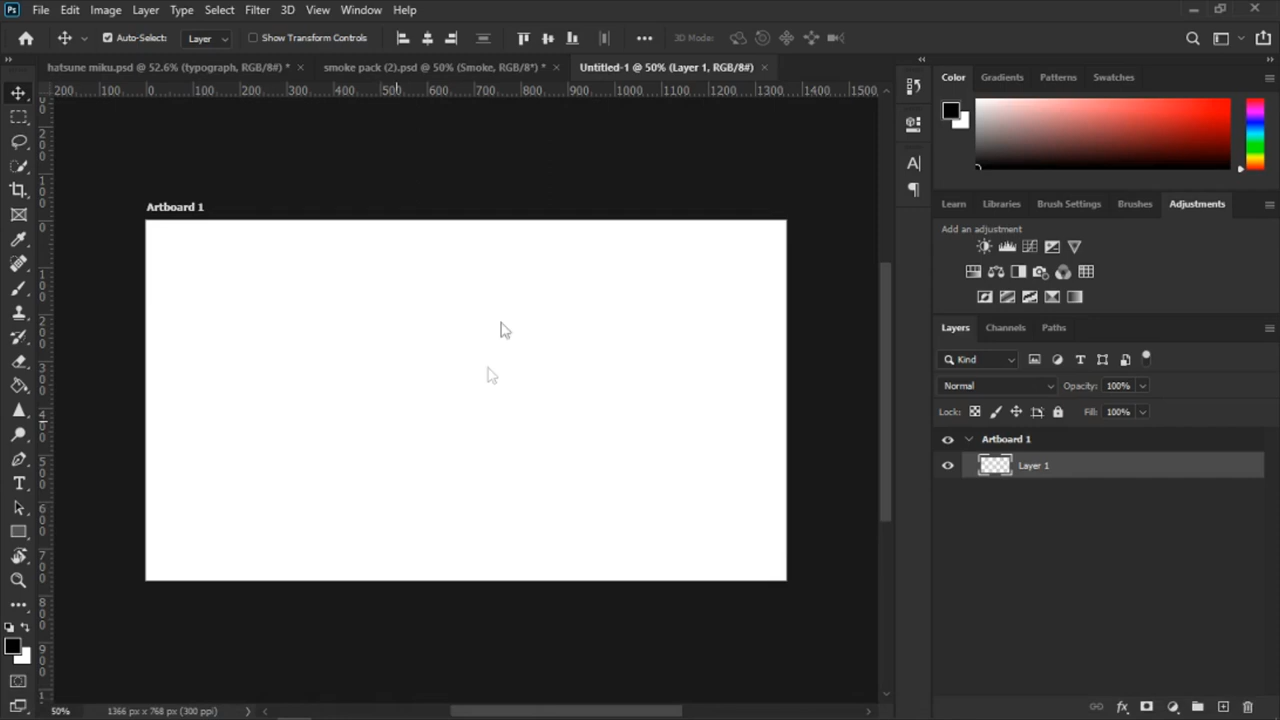 Ps File Edit Image Layer Type Select Filter 3D View Window Help
Auto-Select: Layer Show Transform Controls 3D Mode:
hatsune miku.psd @ 52.6% (typograph, RGB/8#) * smoke pack (2).psd @ 50% (Smoke, RGB/8*) * Untitled-1 @ 50% (Layer 1, RGB/8#)
200 100 0 100 200 300 400 500 600 700 800 900 1000 1100 1200 1300 1400 1500
Color Gradients Patterns Swatches
Artboard 1
Learn Libraries Brush Settings Brushes Adjustments
Add an adjustment
Layers Channels Paths
Kind
Normal Opacity: 100%
Lock: Fill: 100%
Artboard 1
Layer 1
50% 1366 px x 768 px (300 ppi)